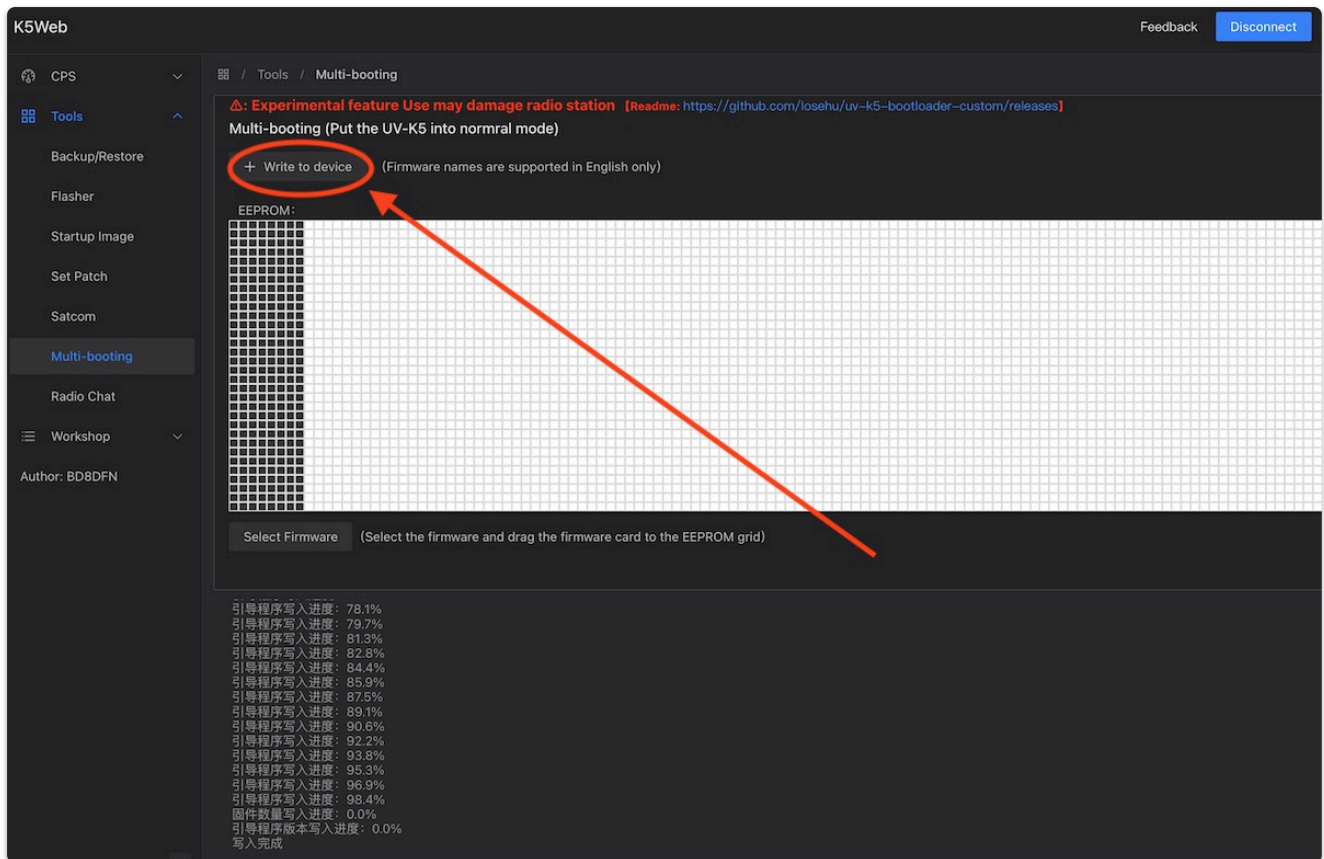 K5Web
Feedback
Disconnect
CPS
Tools
Backup/Restore
Flasher
Startup Image
Set Patch
Satcom
Multi-booting
Radio Chat
Workshop
Author: BD8DFN
/ Tools / Multi-booting
⚠: Experimental feature Use may damage radio station 【Readme: https://github.com/losehu/uv-k5-bootloader-custom/releases】
Multi-booting (Put the UV-K5 into normral mode)
+ Write to device (Firmware names are supported in English only)
EEPROM:
Select Firmware (Select the firmware and drag the firmware card to the EEPROM grid)
引导程序写入进度：78.1%
引导程序写入进度：79.7%
引导程序写入进度：81.3%
引导程序写入进度：82.8%
引导程序写入进度：84.4%
引导程序写入进度：85.9%
引导程序写入进度：87.5%
引导程序写入进度：89.1%
引导程序写入进度：90.6%
引导程序写入进度：92.2%
引导程序写入进度：93.8%
引导程序写入进度：95.3%
引导程序写入进度：96.9%
引导程序写入进度：98.4%
固件数量写入进度：0.0%
引导程序版本写入进度：0.0%
写入完成